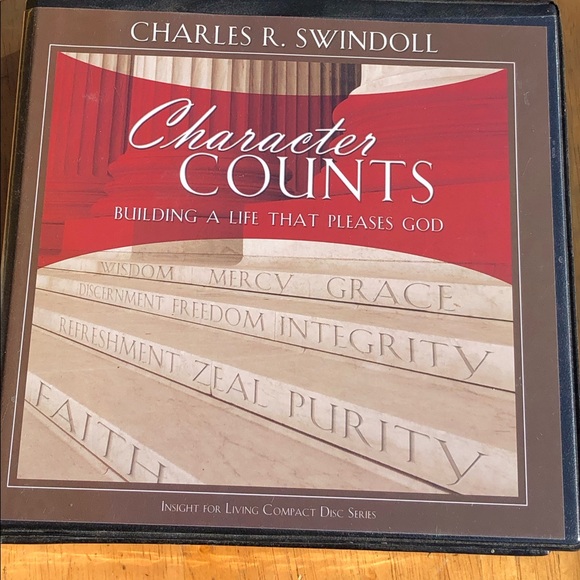 CHARLES R. SWINDOLL
Character
COUNTS
BUILDING A LIFE THAT PLEASES GOD
WISDOM MERCY GRACE
DISCERNMENT FREEDOM INTEGRITY
REFRESHMENT ZEAL PURITY
FAITH
INSIGHT FOR LIVING COMPACT DISC SERIES